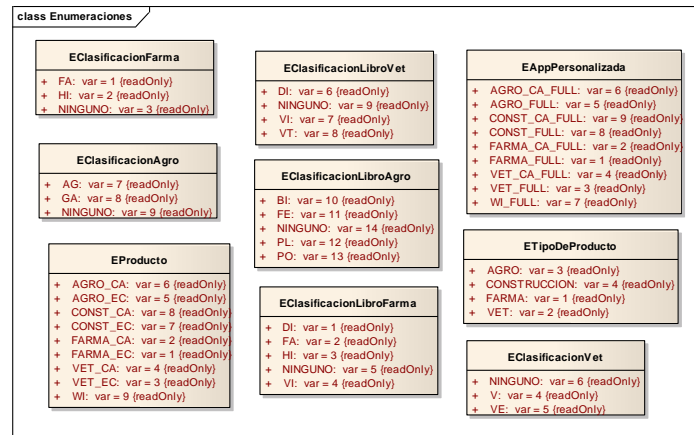 class Enumeraciones
EClasificacionFarma
+ FA: var = 1 {readOnly}
+ HI: var = 2 {readOnly}
+ NINGUNO: var = 3 {readOnly}
EClasificacionLibroVet
+ DI: var = 6 {readOnly}
+ NINGUNO: var = 9 {readOnly}
+ VI: var = 7 {readOnly}
+ VT: var = 8 {readOnly}
EAppPersonalizada
+ AGRO_CA_FULL: var = 6 {readOnly}
+ AGRO_FULL: var = 5 {readOnly}
+ CONST_CA_FULL: var = 9 {readOnly}
+ CONST_FULL: var = 8 {readOnly}
+ FARMA_CA_FULL: var = 2 {readOnly}
+ FARMA_FULL: var = 1 {readOnly}
+ VET_CA_FULL: var = 4 {readOnly}
+ VET_FULL: var = 3 {readOnly}
+ WI_FULL: var = 7 {readOnly}
EClasificacionAgro
+ AG: var = 7 {readOnly}
+ GA: var = 8 {readOnly}
+ NINGUNO: var = 9 {readOnly}
EClasificacionLibroAgro
+ BI: var = 10 {readOnly}
+ FE: var = 11 {readOnly}
+ NINGUNO: var = 14 {readOnly}
+ PL: var = 12 {readOnly}
+ PO: var = 13 {readOnly}
ETipoDeProducto
+ AGRO: var = 3 {readOnly}
+ CONSTRUCCION: var = 4 {readOnly}
+ FARMA: var = 1 {readOnly}
+ VET: var = 2 {readOnly}
EProducto
+ AGRO_CA: var = 6 {readOnly}
+ AGRO_EC: var = 5 {readOnly}
+ CONST_CA: var = 8 {readOnly}
+ CONST_EC: var = 7 {readOnly}
+ FARMA_CA: var = 2 {readOnly}
+ FARMA_EC: var = 1 {readOnly}
+ VET_CA: var = 4 {readOnly}
+ VET_EC: var = 3 {readOnly}
+ WI: var = 9 {readOnly}
EClasificacionLibroFarma
+ DI: var = 1 {readOnly}
+ FA: var = 2 {readOnly}
+ HI: var = 3 {readOnly}
+ NINGUNO: var = 5 {readOnly}
+ VI: var = 4 {readOnly}
EClasificacionVet
+ NINGUNO: var = 6 {readOnly}
+ V: var = 4 {readOnly}
+ VE: var = 5 {readOnly}